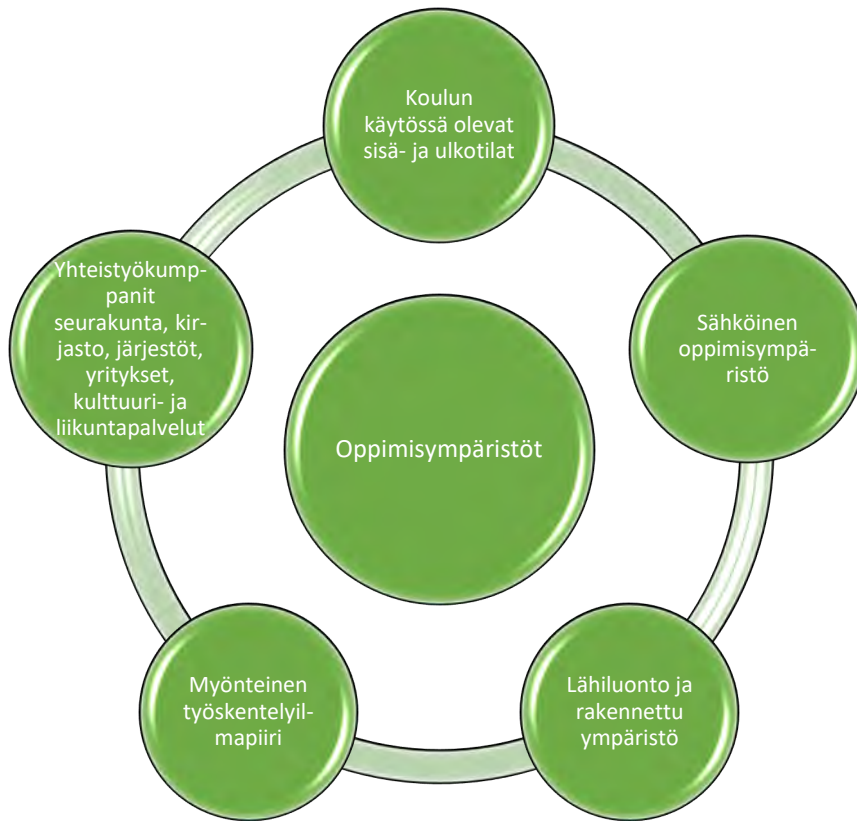 Koulun
käytössä olevat
sisä- ja ulkotilat
Yhteistyökump-
panit
seurakunta, kir-
jasto, järjestöt,
yritykset,
kulttuuri- ja
liikuntapalvelut
Sähköinen
oppimisympä-
ristö
Oppimisympäristöt
Myönteinen
työskentelyil-
mapiiri
Lähiluonto ja
rakennettu
ympäristö